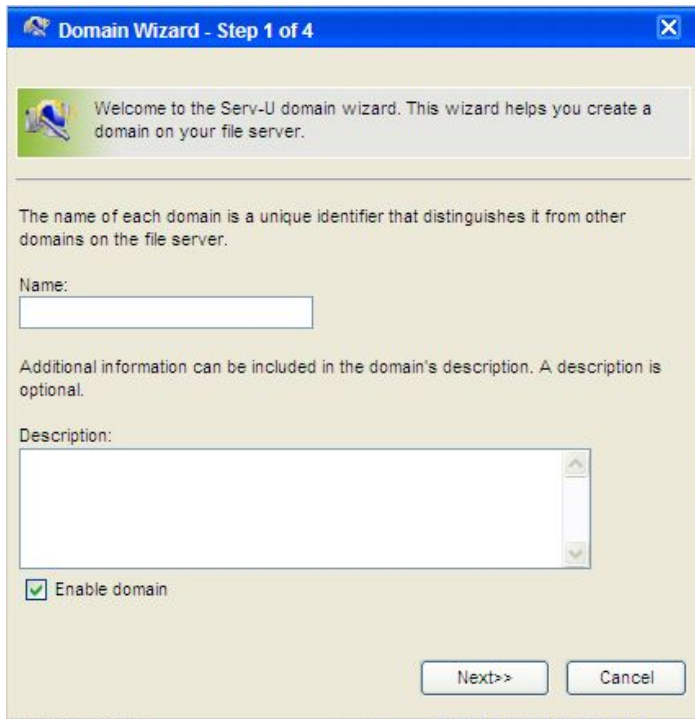 Domain Wizard - Step 1 of 4
Welcome to the Serv-U domain wizard. This wizard helps you create a
domain on your file server.
The name of each domain is a unique identifier that distinguishes it from other
domains on the file server.
Name:
Additional information can be included in the domain's description. A description is
optional.
Description:
Enable domain
Next>>
Cancel